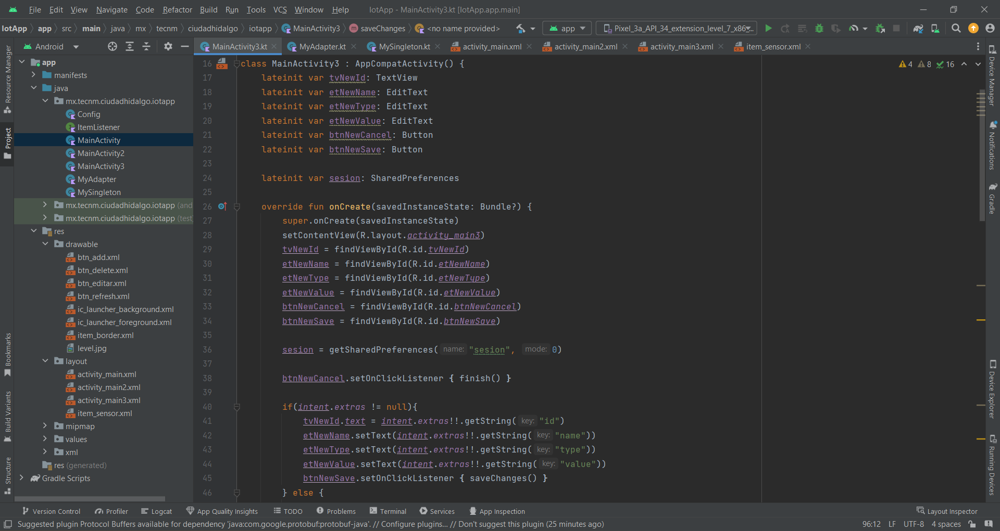 File Edit View Navigate Code Refactor Build Run Tools VCS Window Help IotApp - MainActivity3.kt [IotApp.app.main]
IotApp app src main java mx tecnm ciudadhidalgo iotapp MainActivity3 m saveChanges <no name provided> app Pixel_3a_API_34_extension_level_7_x86...
Android
MainActivity3.kt MyAdapter.kt MySingleton.kt activity_main.xml activity_main2.xml activity_main3.xml item_sensor.xml
Resource Manager
Project
Bookmarks
Build Variants
Structure
app
manifests
java
mx.tecnm.ciudadhidalgo.iotapp
Config
ItemListener
MainActivity
MainActivity2
MainActivity3
MyAdapter
MySingleton
mx.tecnm.ciudadhidalgo.iotapp (and
mx.tecnm.ciudadhidalgo.iotapp (test
res
drawable
btn_add.xml
btn_delete.xml
btn_editar.xml
btn_refresh.xml
ic_launcher_background.xml
ic_launcher_foreground.xml
item_border.xml
level.jpg
layout
activity_main.xml
activity_main2.xml
activity_main3.xml
item_sensor.xml
mipmap
values
xml
res (generated)
Gradle Scripts
4 8 16
16 class MainActivity3 : AppCompatActivity() {
17 lateinit var tvNewId: TextView
18 lateinit var etNewName: EditText
19 lateinit var etNewType: EditText
20 lateinit var etNewValue: EditText
21 lateinit var btnNewCancel: Button
22 lateinit var btnNewSave: Button
23
24 lateinit var sesion: SharedPreferences
25
26 override fun onCreate(savedInstanceState: Bundle?) {
27 super.onCreate(savedInstanceState)
28 setContentView(R.layout.activity_main3)
29 tvNewId = findViewById(R.id.tvNewId)
30 etNewName = findViewById(R.id.etNewName)
31 etNewType = findViewById(R.id.etNewType)
32 etNewValue = findViewById(R.id.etNewValue)
33 btnNewCancel = findViewById(R.id.btnNewCancel)
34 btnNewSave = findViewById(R.id.btnNewSave)
35
36 sesion = getSharedPreferences( name: "sesion", mode: 0)
37
38 btnNewCancel.setOnClickListener { finish() }
39
40 if(intent.extras != null){
41 tvNewId.text = intent.extras!!.getString( key: "id")
42 etNewName.setText(intent.extras!!.getString( key: "name"))
43 etNewType.setText(intent.extras!!.getString( key: "type"))
44 etNewValue.setText(intent.extras!!.getString( key: "value"))
45 btnNewSave.setOnClickListener { saveChanges() }
46 } else {
Device Manager
Notifications
Gradle
Device Explorer
Running Devices
Version Control Profiler Logcat App Quality Insights TODO Problems Terminal Services App Inspection Layout Inspector
Suggested plugin Protocol Buffers available for dependency 'java:com.google.protobuf:protobuf-java'. // Configure plugins... // Don't suggest this plugin (25 minutes ago) 96:12 LF UTF-8 4 spaces